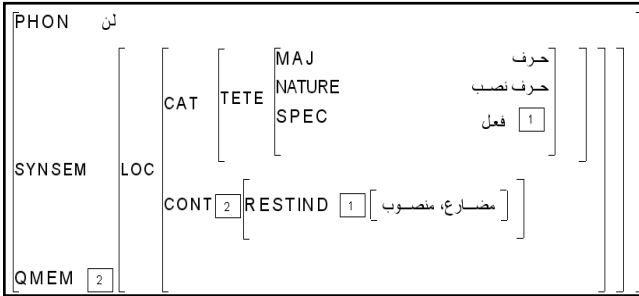 PHON لن
MAJ حرف
NATURE حرف نصب
CAT TETE
SPEC فعل 1
SYNSEM LOC
CONT 2 RESTIND 1 مضارع، منصوب
QMEM 2